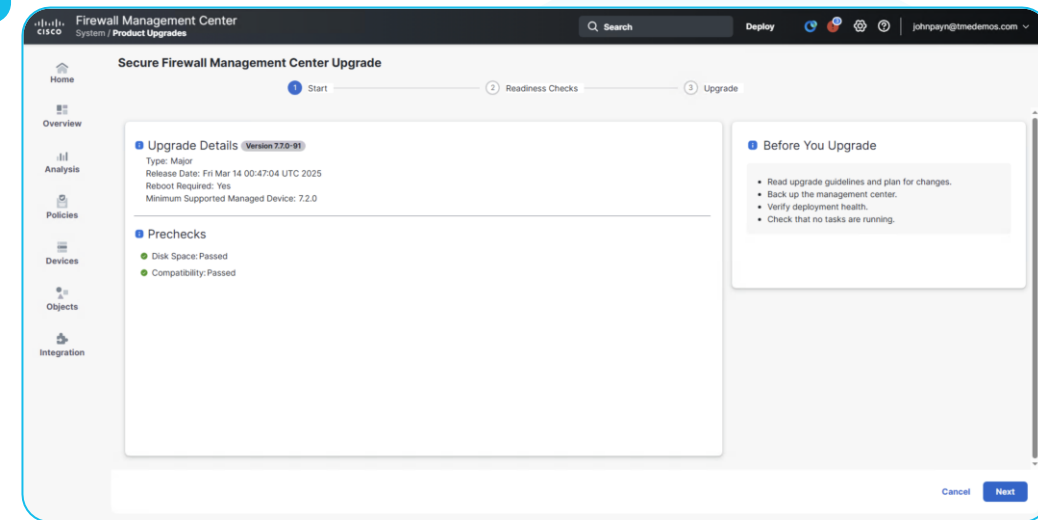 Firewall Management Center
CISCO
System / Product Upgrades
Search
Deploy
johnpayn@tmedemos.com
Home
Overview
Analysis
Policies
Devices
Objects
Integration
Secure Firewall Management Center Upgrade
1 Start
2 Readiness Checks
3 Upgrade
Upgrade Details Version 7.7.0-91
Type: Major
Release Date: Fri Mar 14 00:47:04 UTC 2025
Reboot Required: Yes
Minimum Supported Managed Device: 7.2.0
Prechecks
Disk Space: Passed
Compatibility: Passed
Before You Upgrade
• Read upgrade guidelines and plan for changes.
• Back up the management center.
• Verify deployment health.
• Check that no tasks are running.
Cancel
Next